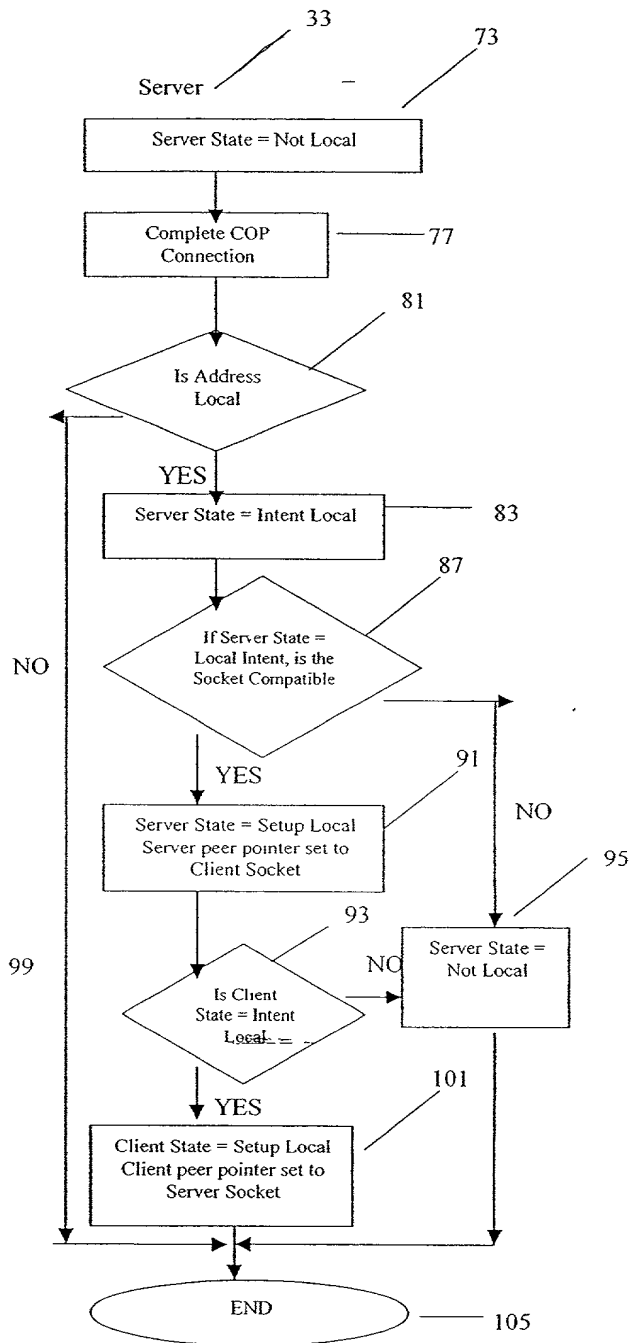 33
73
Server
Server State = Not Local
Complete COP
Connection
77
81
Is Address
Local
YES
Server State = Intent Local
83
87
If Server State =
Local Intent, is the
Socket Compatible
NO
YES
91
NO
Server State = Setup Local
Server peer pointer set to
Client Socket
95
93
Server State =
Not Local
99
NO
Is Client
State = Intent
Local
101
YES
Client State = Setup Local
Client peer pointer set to
Server Socket
END
105